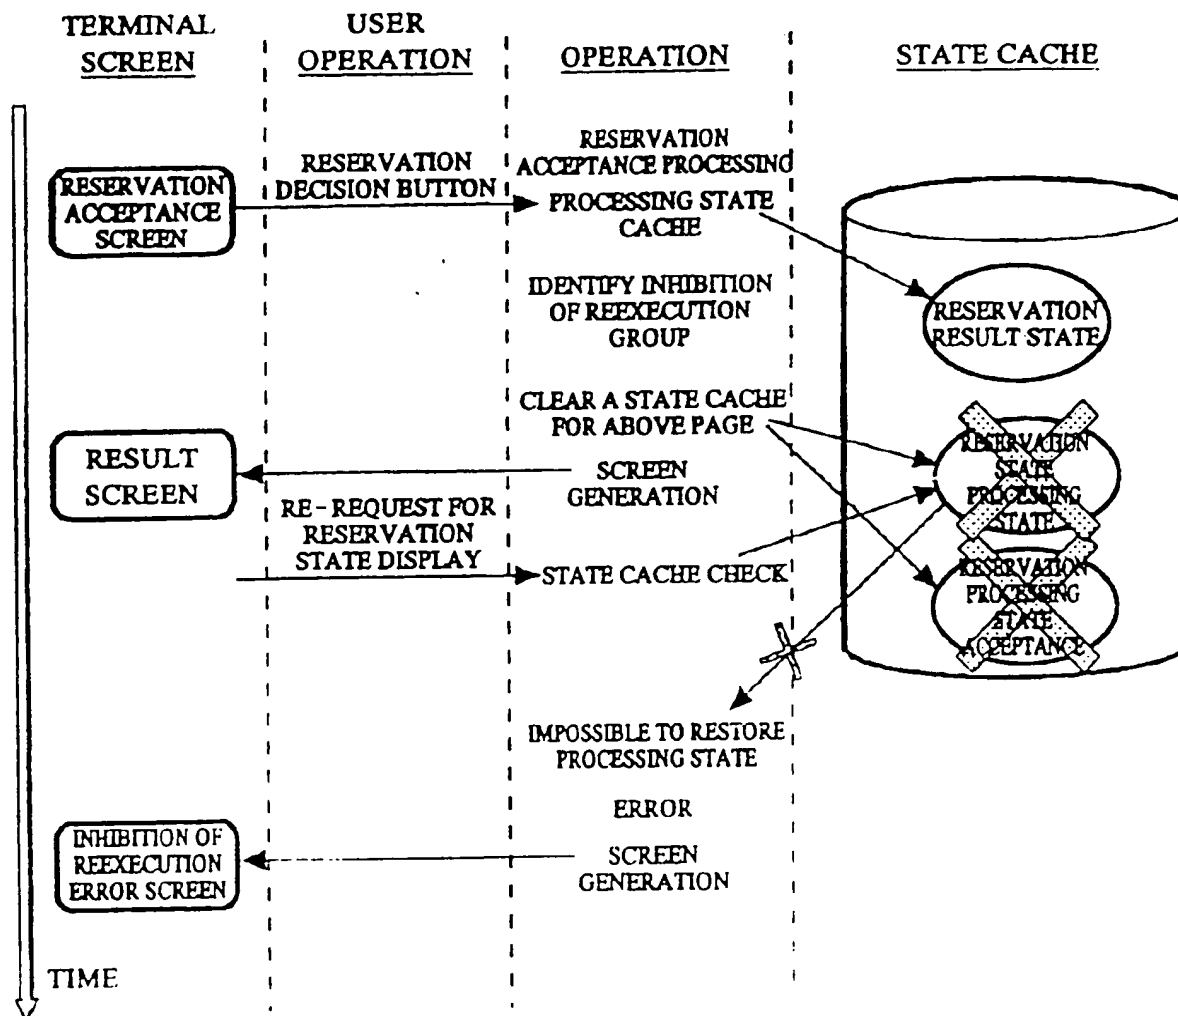 TERMINAL
SCREEN
USER
OPERATION
OPERATION
STATE CACHE
RESERVATION
ACCEPTANCE
SCREEN
RESERVATION
DECISION BUTTON
RESERVATION
ACCEPTANCE PROCESSING
PROCESSING STATE
CACHE
IDENTIFY INHIBITION
OF REEXECUTION
GROUP
RESERVATION
RESULT STATE
CLEAR A STATE CACHE
FOR ABOVE PAGE
RESULT
SCREEN
SCREEN
GENERATION
RESERVATION
STATE
PROCESSING
STATE
RE-REQUEST FOR
RESERVATION
STATE DISPLAY
STATE CACHE CHECK
RESERVATION
PROCESSING
STATE
ACCEPTANCE
IMPOSSIBLE TO RESTORE
PROCESSING STATE
ERROR
SCREEN
GENERATION
INHIBITION OF
REEXECUTION
ERROR SCREEN
TIME